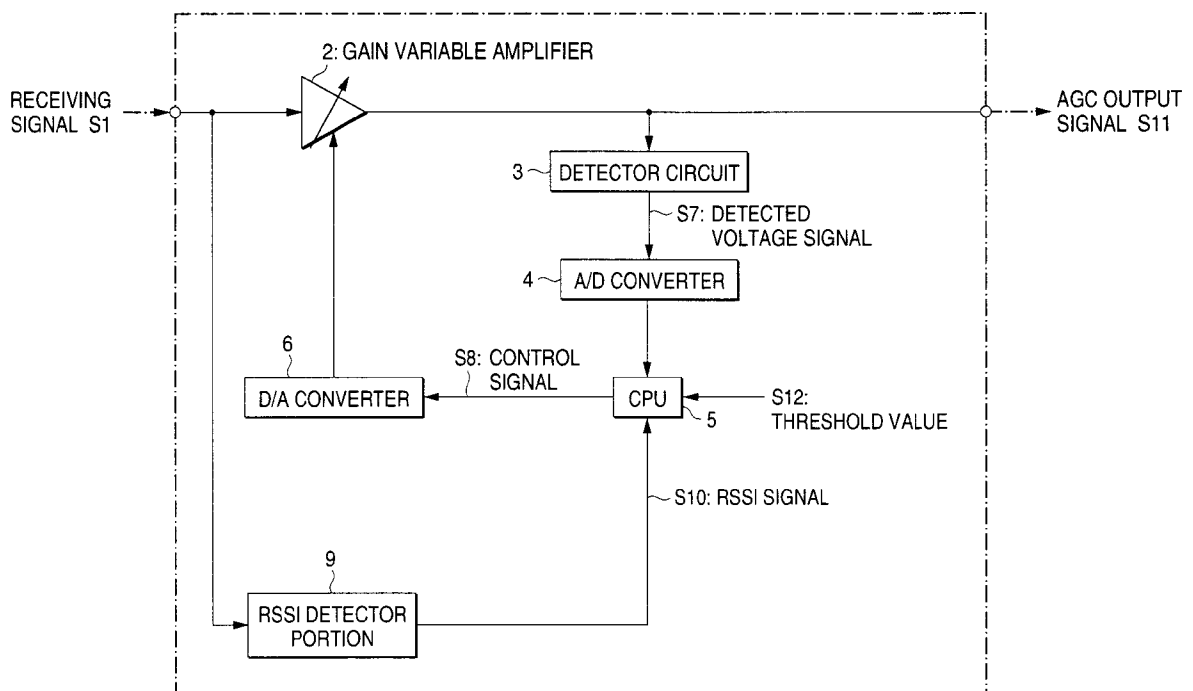 2: GAIN VARIABLE AMPLIFIER
RECEIVING
SIGNAL S1
AGC OUTPUT
SIGNAL S11
3
DETECTOR CIRCUIT
S7: DETECTED
VOLTAGE SIGNAL
4
A/D CONVERTER
6
D/A CONVERTER
S8: CONTROL
SIGNAL
CPU
5
S12:
THRESHOLD VALUE
S10: RSSI SIGNAL
9
RSSI DETECTOR
PORTION